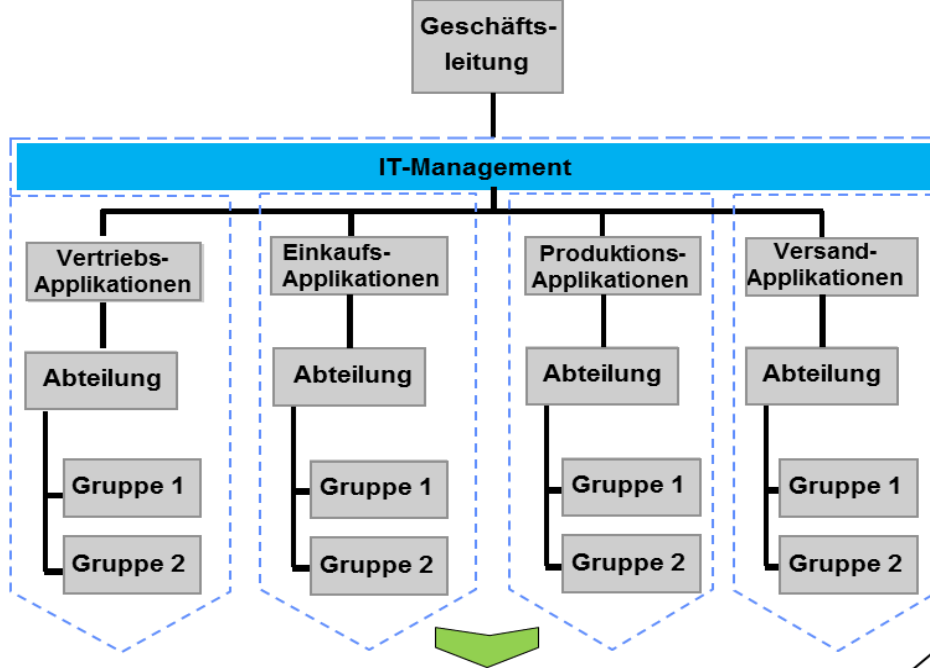 Geschäfts-
leitung
IT-Management
Vertriebs-
Applikationen
Einkaufs-
Applikationen
Produktions-
Applikationen
Versand-
Applikationen
Abteilung
Abteilung
Abteilung
Abteilung
Gruppe 1
Gruppe 1
Gruppe 1
Gruppe 1
Gruppe 2
Gruppe 2
Gruppe 2
Gruppe 2